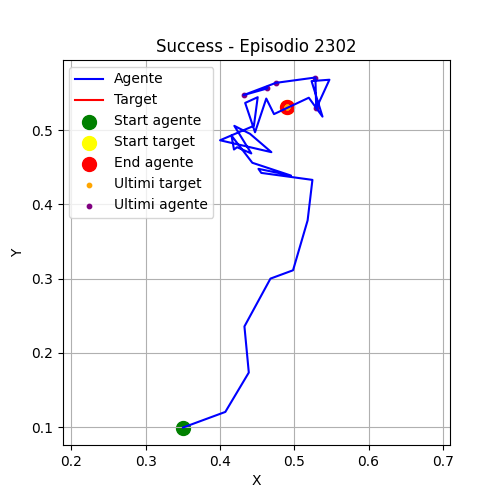 Success - Episodio 2302
Agente
Target
Start agente
Start target
End agente
Ultimi target
Ultimi agente
Y
0.5
0.4
0.3
0.2
0.1
0.2
0.3
0.4
0.5
0.6
0.7
X